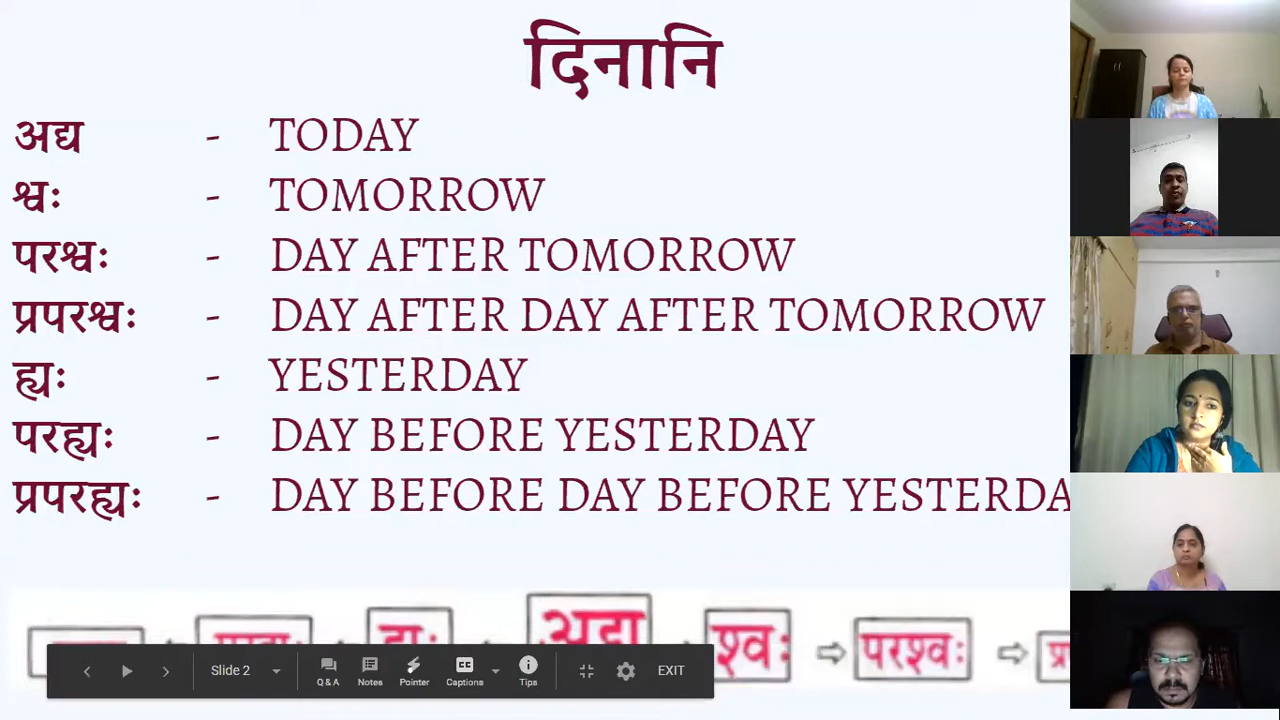 दिनानि
अद्य - TODAY
श्वः - TOMORROW
परश्वः - DAY AFTER TOMORROW
प्रपरश्वः - DAY AFTER DAY AFTER TOMORROW
ह्यः - YESTERDAY
परह्यः - DAY BEFORE YESTERDAY
प्रपरह्यः - DAY BEFORE DAY BEFORE YESTERDA
परह्यः ह्यः अद्य श्वः ⇨ परश्वः ⇨
Slide 2 Q & A Notes Pointer Captions Tips EXIT